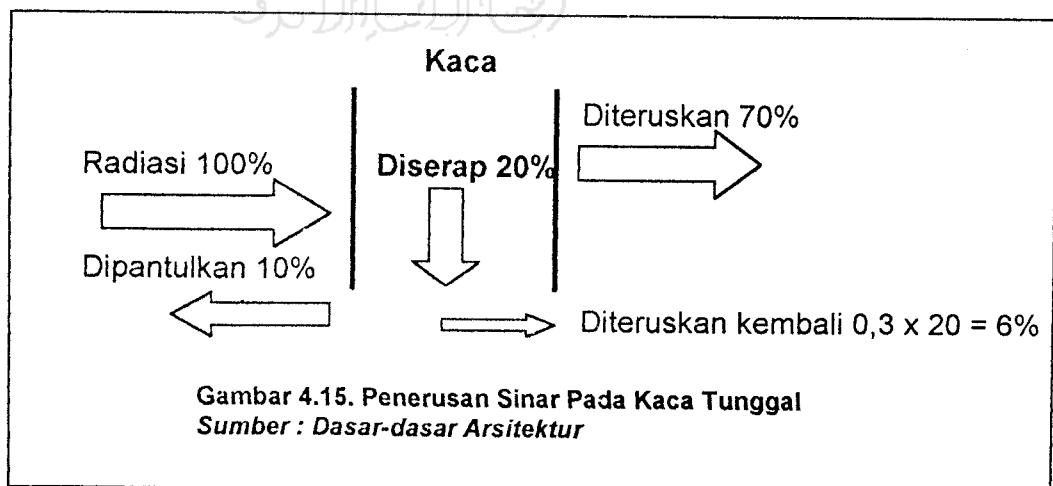 Kaca
Diteruskan 70%
Radiasi 100%
Diserap 20%
Dipantulkan 10%
Diteruskan kembali 0,3 x 20 = 6%
Gambar 4.15. Penerusan Sinar Pada Kaca Tunggal
Sumber : Dasar-dasar Arsitektur